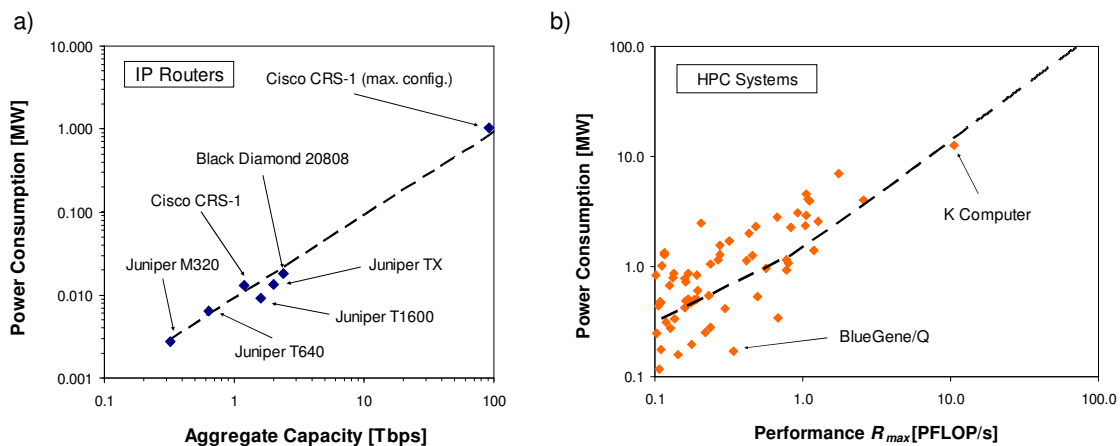 a)
IP Routers
Cisco CRS-1 (max. config.)
Black Diamond 20808
Cisco CRS-1
Juniper M320
Juniper TX
Juniper T1600
Juniper T640
Power Consumption [MW]
10.000
1.000
0.100
0.010
0.001
0.1
1
10
100
Aggregate Capacity [Tbps]
b)
HPC Systems
K Computer
BlueGene/Q
Power Consumption [MW]
100.0
10.0
1.0
0.1
0.1
1.0
10.0
100.0
Performance Rmax [PFLOP/s]